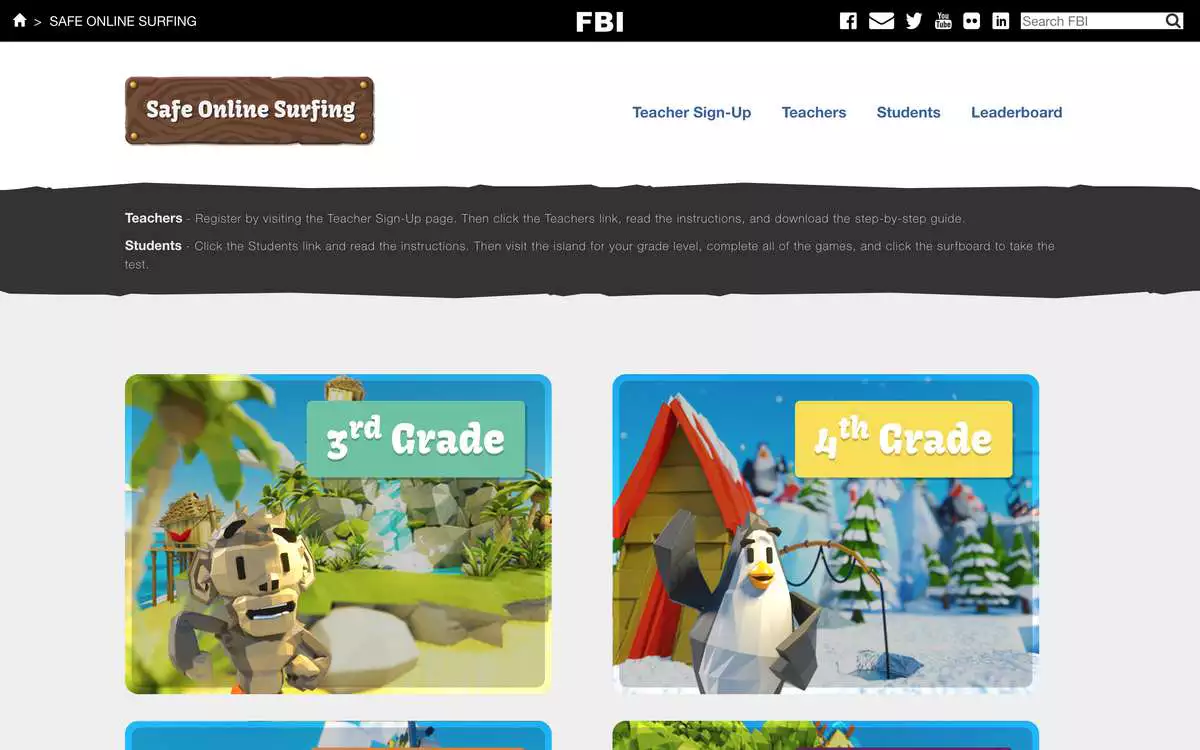 > SAFE ONLINE SURFING
FBI
You Tube
in
Search FBI
Safe Online Surfing
Teacher Sign-Up
Teachers
Students
Leaderboard
Teachers - Register by visiting the Teacher Sign-Up page. Then click the Teachers link, read the instructions, and download the step-by-step guide.
Students - Click the Students link and read the instructions. Then visit the island for your grade level, complete all of the games, and click the surfboard to take the
test.
3rd Grade
4th Grade